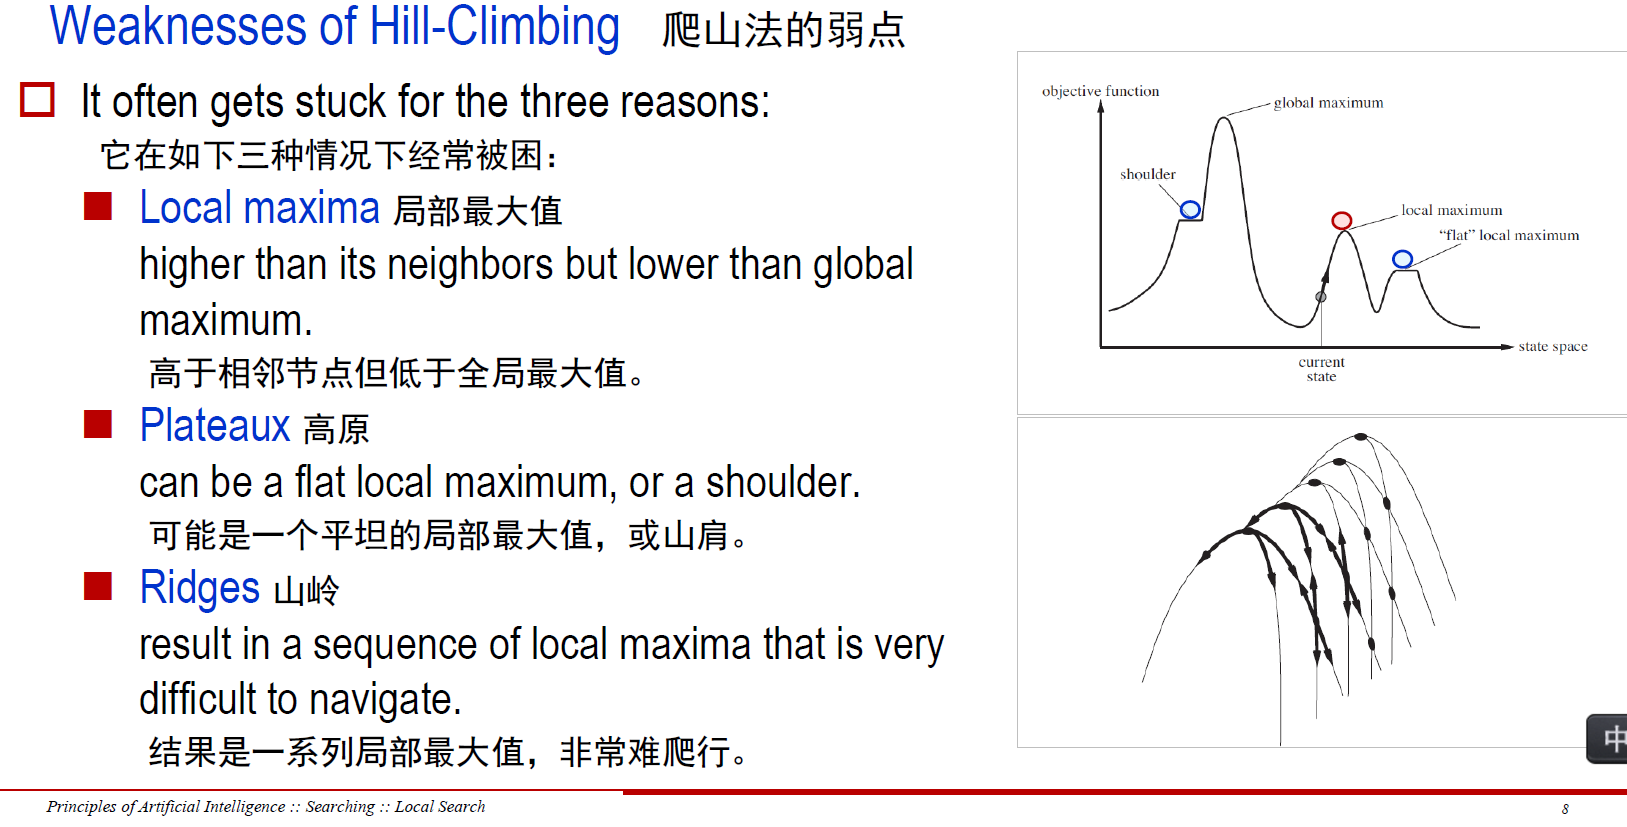 Weaknesses of Hill-Climbing 爬山法的弱点
It often gets stuck for the three reasons:
它在如下三种情况下经常被困：
Local maxima 局部最大值
higher than its neighbors but lower than global
maximum.
高于相邻节点但低于全局最大值。
Plateaux 高原
can be a flat local maximum, or a shoulder.
可能是一个平坦的局部最大值，或山肩。
Ridges 山岭
result in a sequence of local maxima that is very
difficult to navigate.
结果是一系列局部最大值，非常难爬行。
objective function
global maximum
shoulder
local maximum
“flat” local maximum
state space
current
state
中
Principles of Artificial Intelligence :: Searching :: Local Search
8